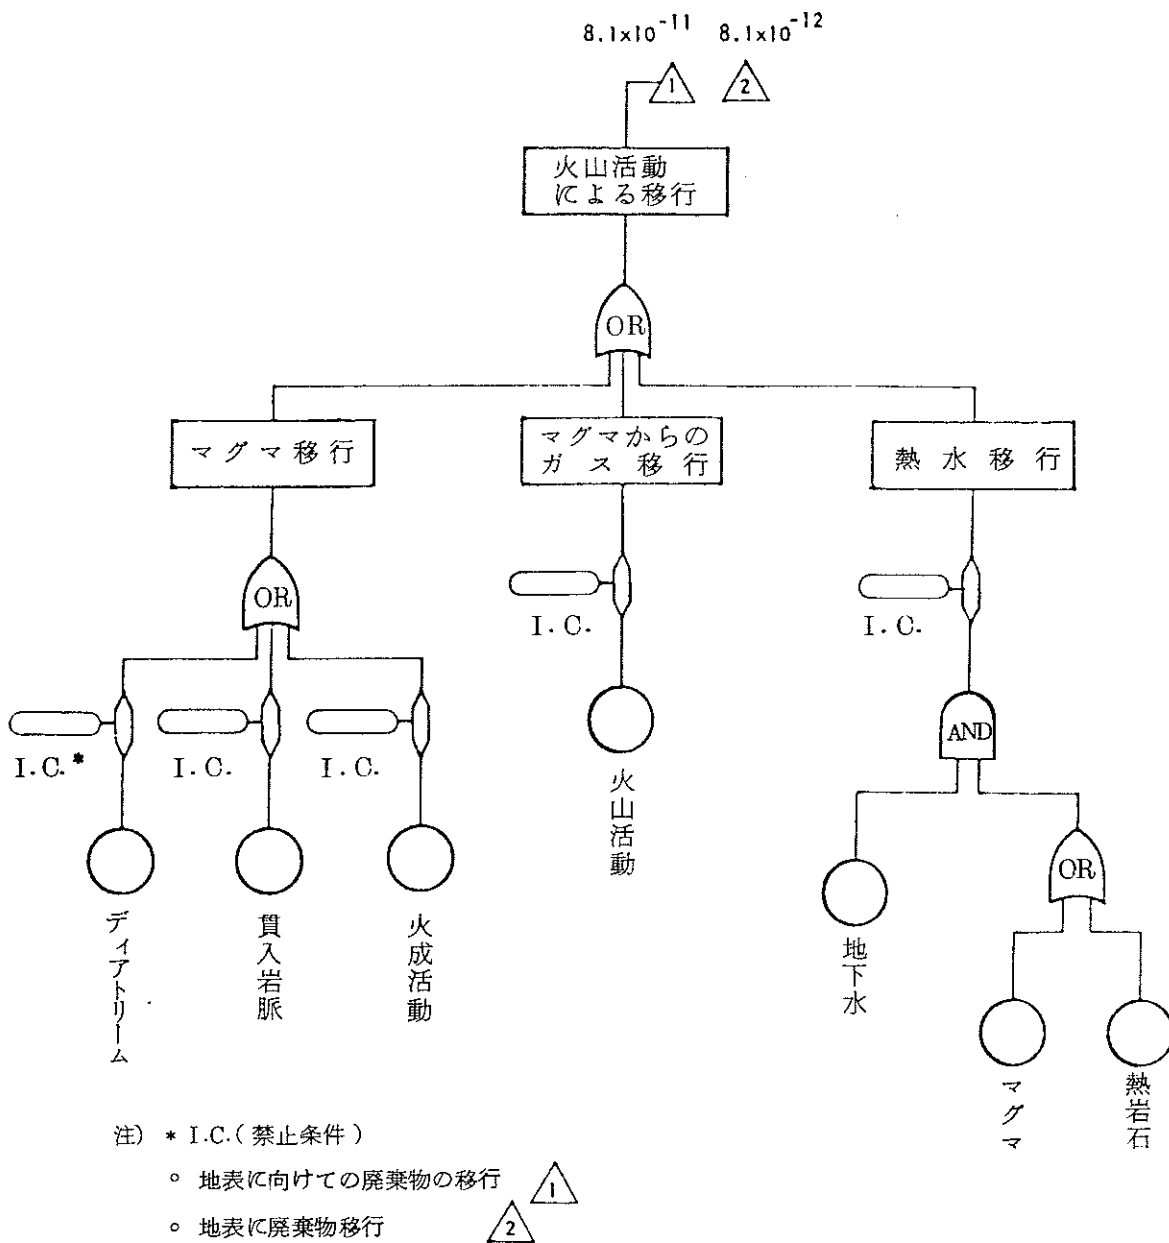 8.1×10⁻¹¹ 8.1×10⁻¹²
1 2
火山活動
による移行
OR
マグマ移行
マグマからの
ガス移行
熱水移行
OR
I.C.
I.C.
I.C.*
I.C.
I.C.
AND
火山活動
OR
ディアトリーム
貫入岩脈
火成活動
地下水
マグマ
熱岩石
注) * I.C.(禁止条件)
。地表に向けての廃棄物の移行 1
。地表に廃棄物移行 2